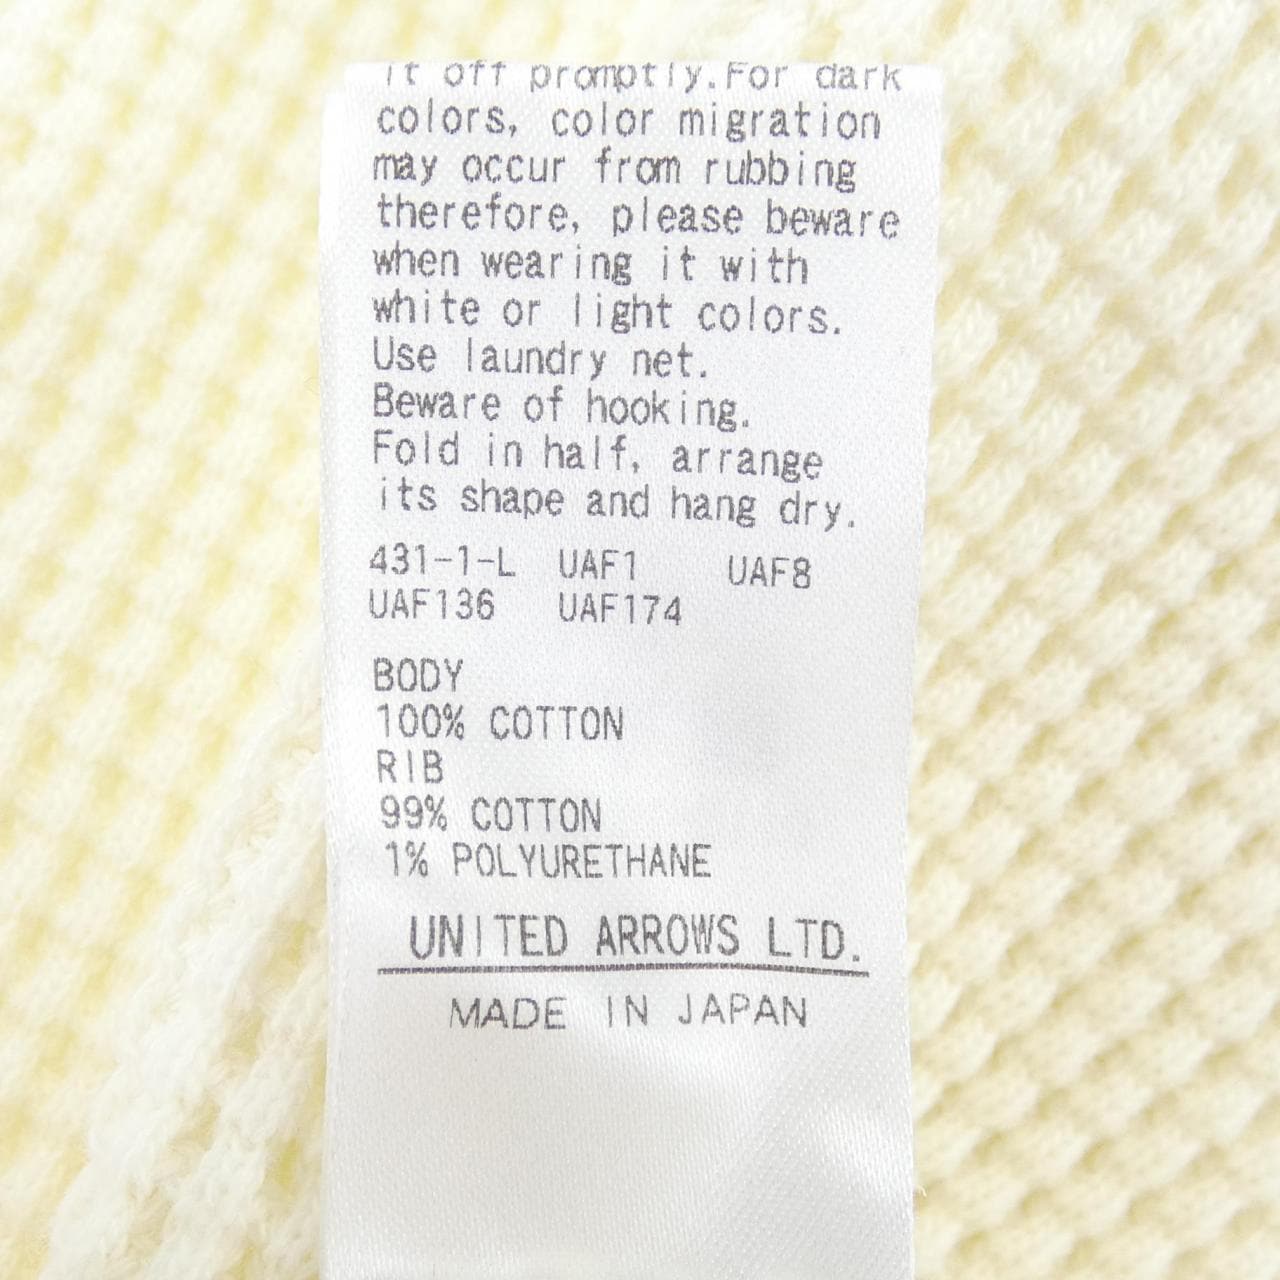 it off promptly.For dark
colors, color migration
may occur from rubbing
therefore, please beware
when wearing it with
white or light colors.
Use laundry net.
Beware of hooking.
Fold in half, arrange
its shape and hang dry.
431-1-L UAF1 UAF8
UAF136 UAF174
BODY
100% COTTON
RIB
99% COTTON
1% POLYURETHANE
UNITED ARROWS LTD.
MADE IN JAPAN